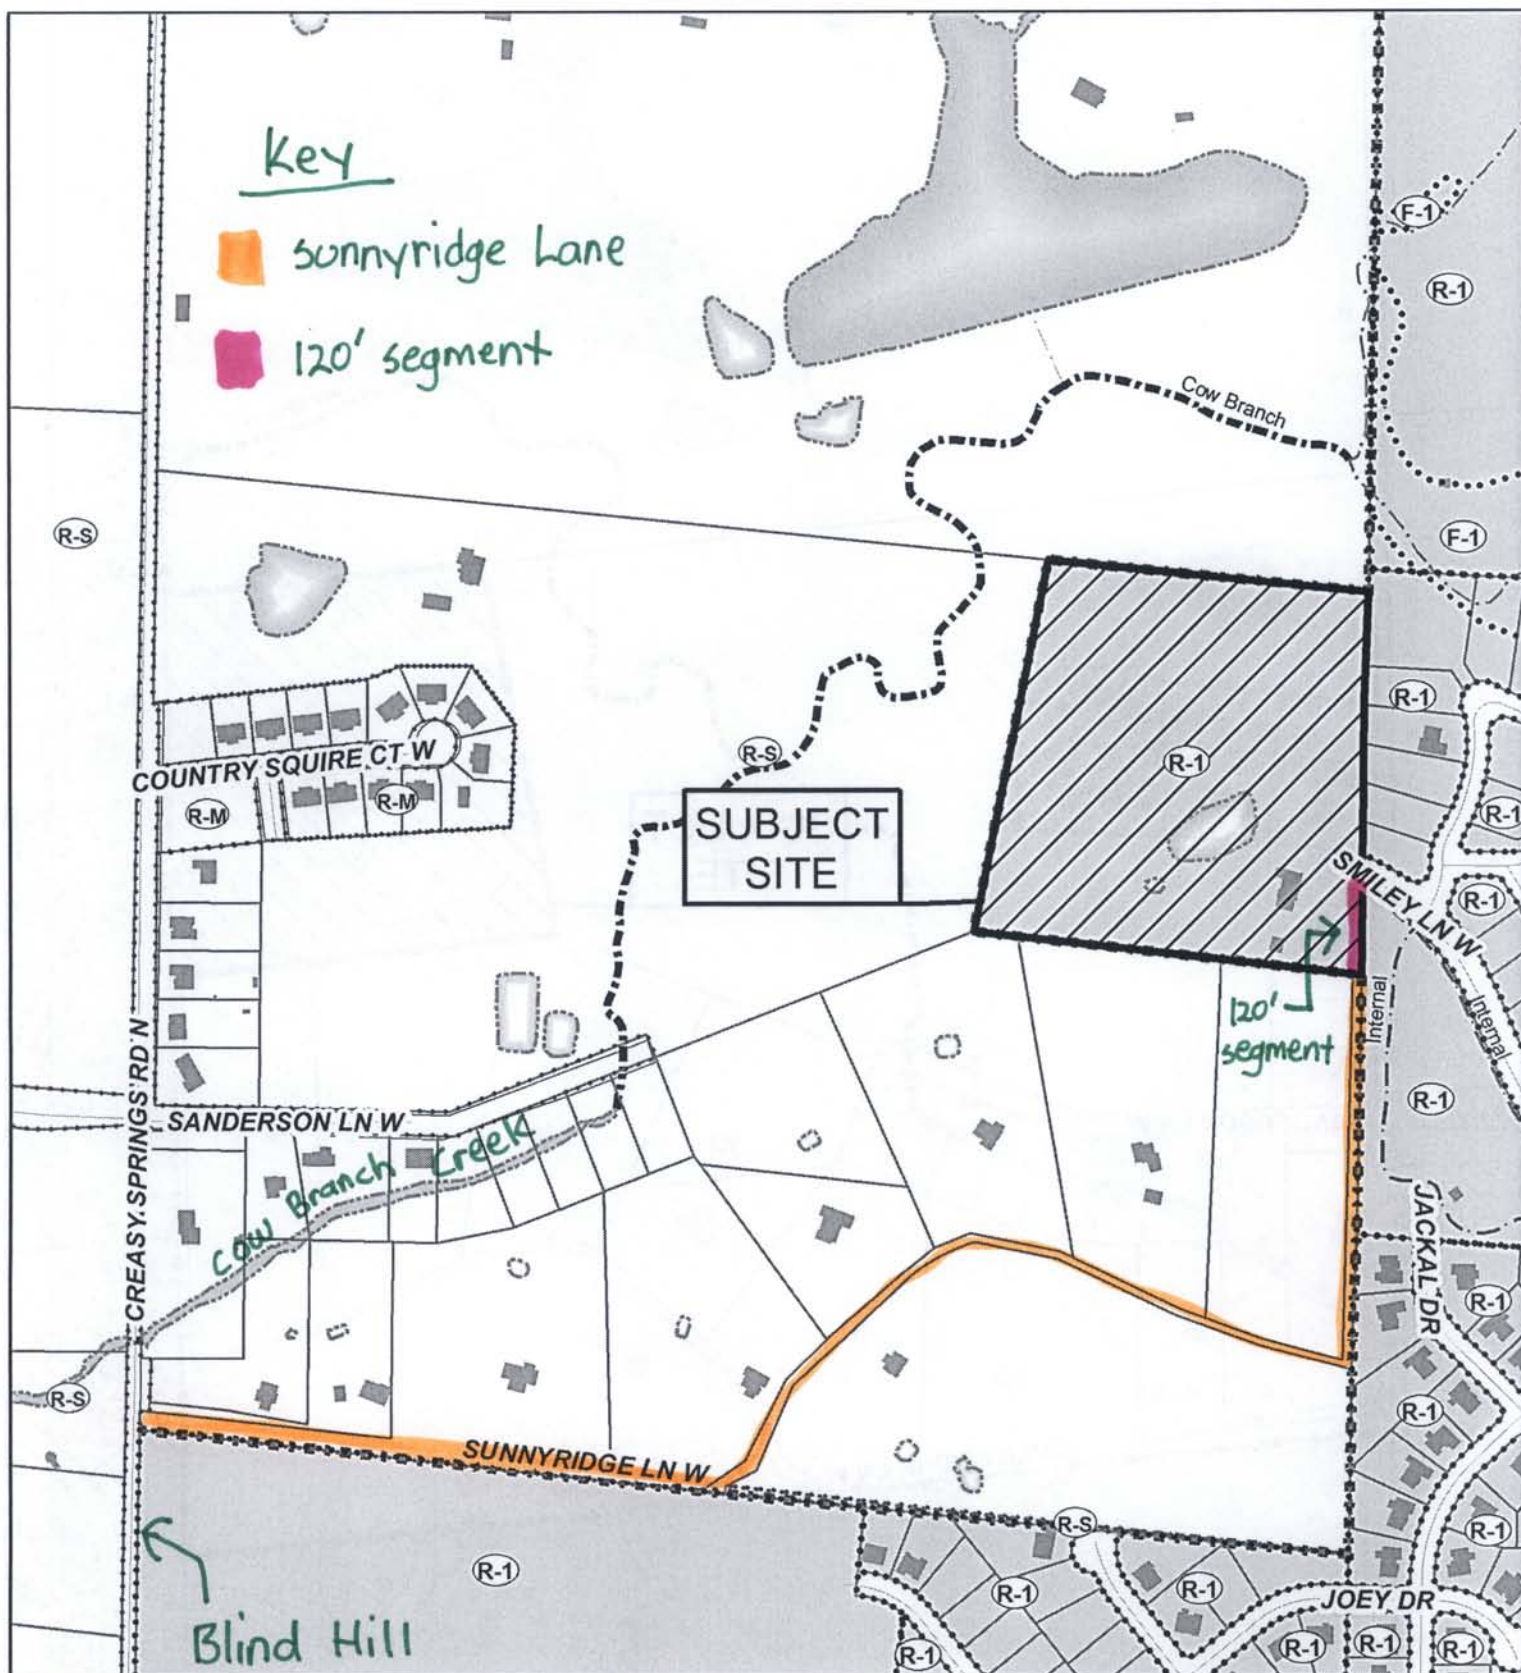 Key
sunnyridge Lane
120' segment
F-1
R-1
Cow Branch
R-S
F-1
R-1
R-S
R-1
COUNTRY SQUIRE CT W
R-M
R-M
R-1
SUBJECT
SITE
SMILEY LN W
R-1
120'
segment
Internal
Internal
CREASY SPRINGS RD N
SANDERSON LN W
R-1
Cow Branch Creek
JACKAL DR
R-1
R-S
R-1
SUNNYRIDGE LN W
R-S
R-1
R-1
R-1
R-1
JOEY DR
Blind Hill
R-1
R-1
R-1
R-1